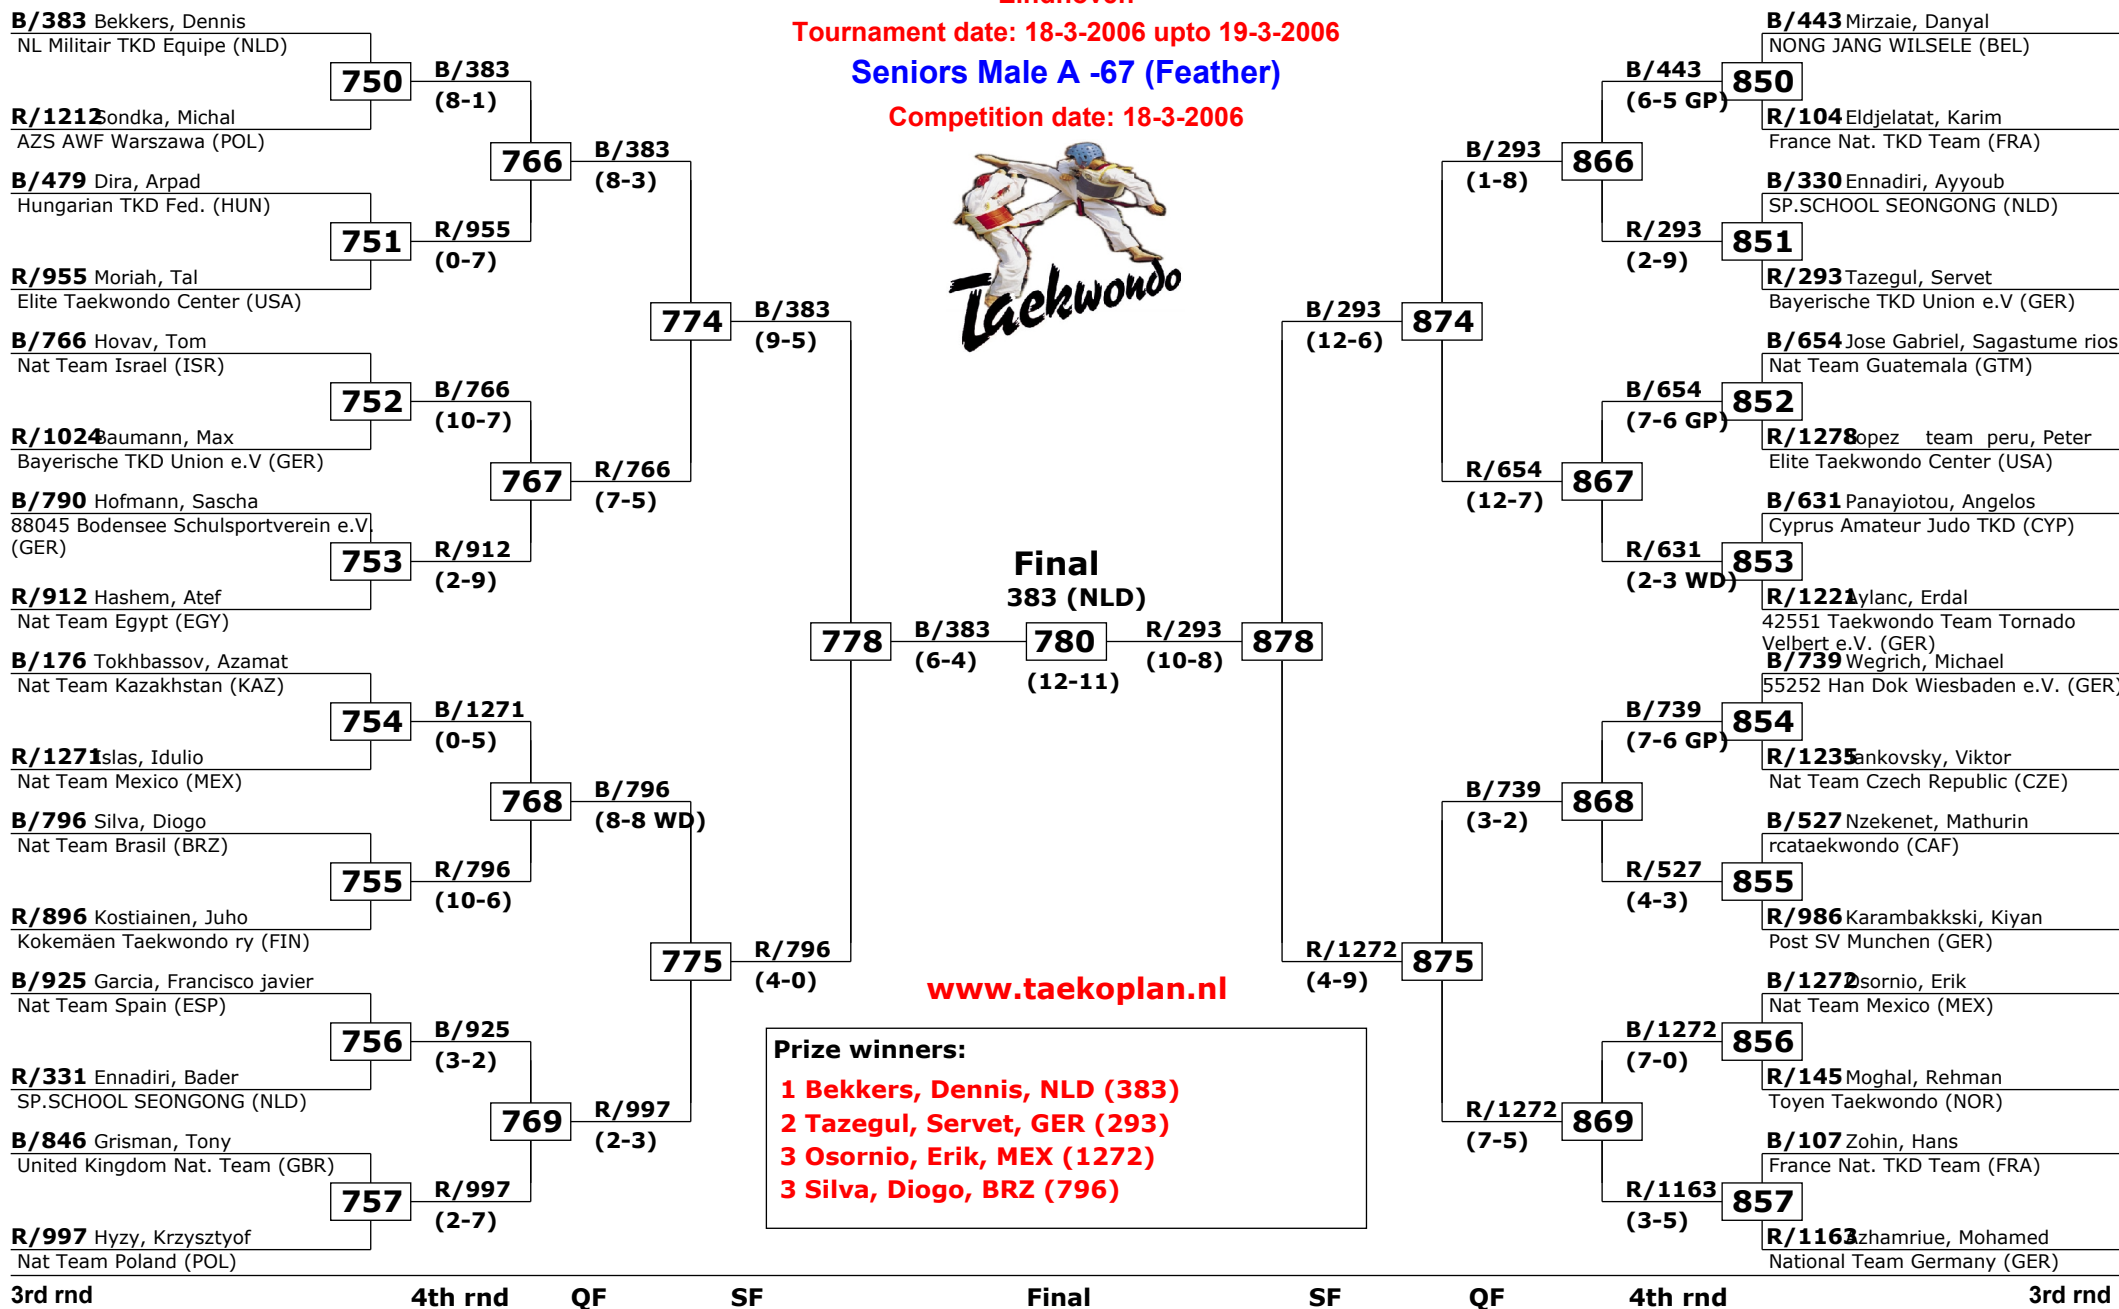 Eindhoven
Tournament date: 18-3-2006 upto 19-3-2006
Seniors Male A -67 (Feather)
Competition date: 18-3-2006
Taekwondo
B/383 Bekkers, Dennis
NL Militair TKD Equipe (NLD)
750
R/1212 Sondka, Michal
AZS AWF Warszawa (POL)
B/479 Dira, Arpad
Hungarian TKD Fed. (HUN)
751
R/955 Moriah, Tal
Elite Taekwondo Center (USA)
B/766 Hovav, Tom
Nat Team Israel (ISR)
752
R/1024 Baumann, Max
Bayerische TKD Union e.V (GER)
B/790 Hofmann, Sascha
88045 Bodensee Schulsportverein e.V.
(GER)
753
R/912 Hashem, Atef
Nat Team Egypt (EGY)
B/176 Tokhbassov, Azamat
Nat Team Kazakhstan (KAZ)
754
R/1271 Islas, Idulio
Nat Team Mexico (MEX)
B/796 Silva, Diogo
Nat Team Brasil (BRZ)
755
R/896 Kostiainen, Juho
Kokemäen Taekwondo ry (FIN)
B/925 Garcia, Francisco javier
Nat Team Spain (ESP)
756
R/331 Ennadiri, Bader
SP.SCHOOL SEONGONG (NLD)
B/846 Grisman, Tony
United Kingdom Nat. Team (GBR)
757
R/997 Hyzy, Krzysztyof
Nat Team Poland (POL)
B/383
(8-1)
766
R/955
(0-7)
B/766
(10-7)
767
R/912
(2-9)
B/1271
(0-5)
768
R/796
(10-6)
B/925
(3-2)
769
R/997
(2-7)
B/383
(8-3)
774
R/766
(7-5)
B/796
(8-8 WD)
775
R/997
(2-3)
B/383
(9-5)
778
R/796
(4-0)
B/383
(6-4)
Final
383 (NLD)
780
(12-11)
R/293
(10-8)
B/293
(12-6)
878
R/1272
(4-9)
B/293
(1-8)
874
R/654
(12-7)
B/739
(3-2)
875
R/1272
(7-5)
B/443
(6-5 GP)
866
R/293
(2-9)
B/654
(7-6 GP)
867
R/631
(2-3 WD)
B/739
(7-6 GP)
868
R/527
(4-3)
B/1272
(7-0)
869
R/1163
(3-5)
B/443 Mirzaie, Danyal
NONG JANG WILSELE (BEL)
850
R/104 Eldjelatat, Karim
France Nat. TKD Team (FRA)
B/330 Ennadiri, Ayyoub
SP.SCHOOL SEONGONG (NLD)
851
R/293 Tazegul, Servet
Bayerische TKD Union e.V (GER)
B/654 Jose Gabriel, Sagastume rios
Nat Team Guatemala (GTM)
852
R/1278 lopez team peru, Peter
Elite Taekwondo Center (USA)
B/631 Panayiotou, Angelos
Cyprus Amateur Judo TKD (CYP)
853
R/1221 Aylanc, Erdal
42551 Taekwondo Team Tornado
Velbert e.V. (GER)
B/739 Wegrich, Michael
55252 Han Dok Wiesbaden e.V. (GER)
854
R/1235 Jankovsky, Viktor
Nat Team Czech Republic (CZE)
B/527 Nzekenet, Mathurin
rcataekwondo (CAF)
855
R/986 Karambakkski, Kiyan
Post SV Munchen (GER)
B/1272 Osornio, Erik
Nat Team Mexico (MEX)
856
R/145 Moghal, Rehman
Toyen Taekwondo (NOR)
B/107 Zohin, Hans
France Nat. TKD Team (FRA)
857
R/1163 Azhamriue, Mohamed
National Team Germany (GER)
www.taekoplan.nl
Prize winners:
1 Bekkers, Dennis, NLD (383)
2 Tazegul, Servet, GER (293)
3 Osornio, Erik, MEX (1272)
3 Silva, Diogo, BRZ (796)
3rd rnd 4th rnd QF SF Final SF QF 4th rnd 3rd rnd